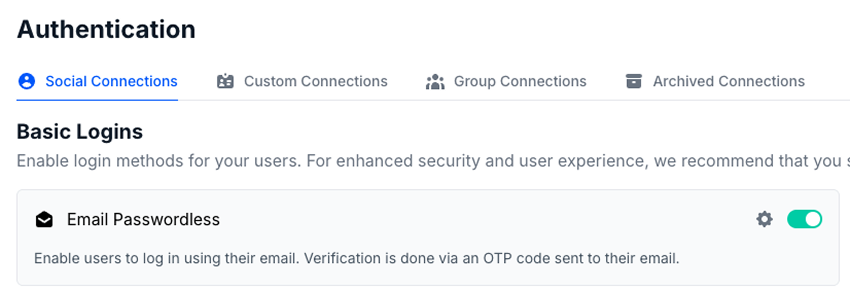 Authentication
Social Connections Custom Connections Group Connections Archived Connections
Basic Logins
Enable login methods for your users. For enhanced security and user experience, we recommend that you
Email Passwordless
Enable users to log in using their email. Verification is done via an OTP code sent to their email.